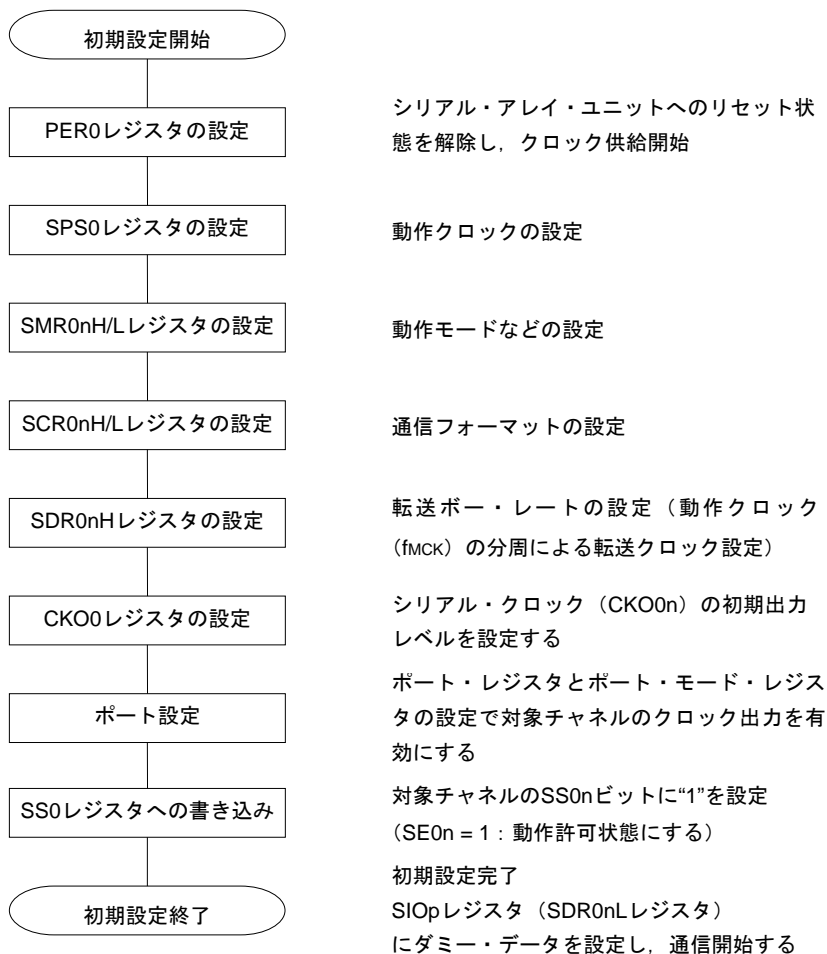 初期設定開始
PER0レジスタの設定
シリアル・アレイ・ユニットへのリセット状
態を解除し，クロック供給開始
SPS0レジスタの設定
動作クロックの設定
SMR0nH/Lレジスタの設定
動作モードなどの設定
SCR0nH/Lレジスタの設定
通信フォーマットの設定
SDR0nHレジスタの設定
転送ボー・レートの設定（動作クロック
（fMCK）の分周による転送クロック設定）
CKO0レジスタの設定
シリアル・クロック（CKO0n）の初期出力
レベルを設定する
ポート設定
ポート・レジスタとポート・モード・レジス
タの設定で対象チャネルのクロック出力を有
効にする
SS0レジスタへの書き込み
対象チャネルのSS0nビットに“1”を設定
（SE0n = 1：動作許可状態にする）
初期設定終了
初期設定完了
SIOpレジスタ（SDR0nLレジスタ）
にダミー・データを設定し，通信開始する